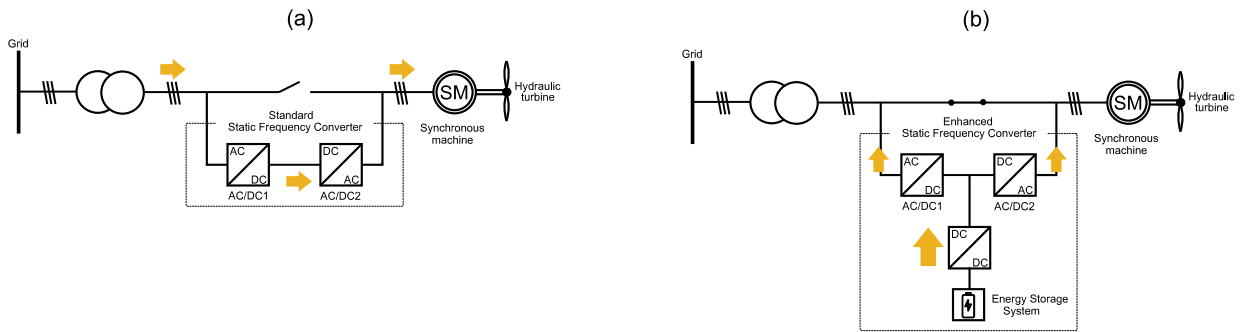 (a)
Grid
SM
Hydraulic
turbine
Synchronous
machine
Standard
Static Frequency Converter
AC
DC
AC/DC1
DC
AC
AC/DC2
(b)
Grid
SM
Hydraulic
turbine
Synchronous
machine
Enhanced
Static Frequency Converter
AC
DC
AC/DC1
DC
AC
AC/DC2
DC
DC
Energy Storage
System